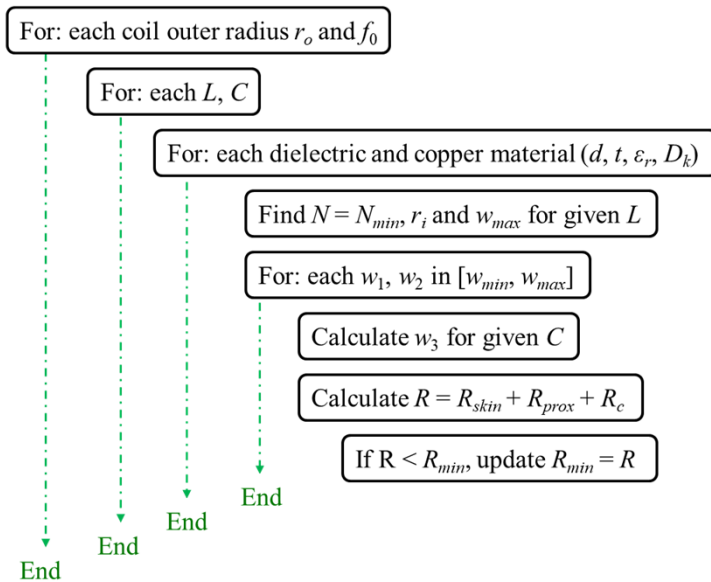 For: each coil outer radius r_o and f_0
For: each L, C
For: each dielectric and copper material (d, t, ε_r, D_k)
Find N = N_min, r_i and w_max for given L
For: each w_1, w_2 in [w_min, w_max]
Calculate w_3 for given C
Calculate R = R_skin + R_prox + R_c
If R < R_min, update R_min = R
End
End
End
End